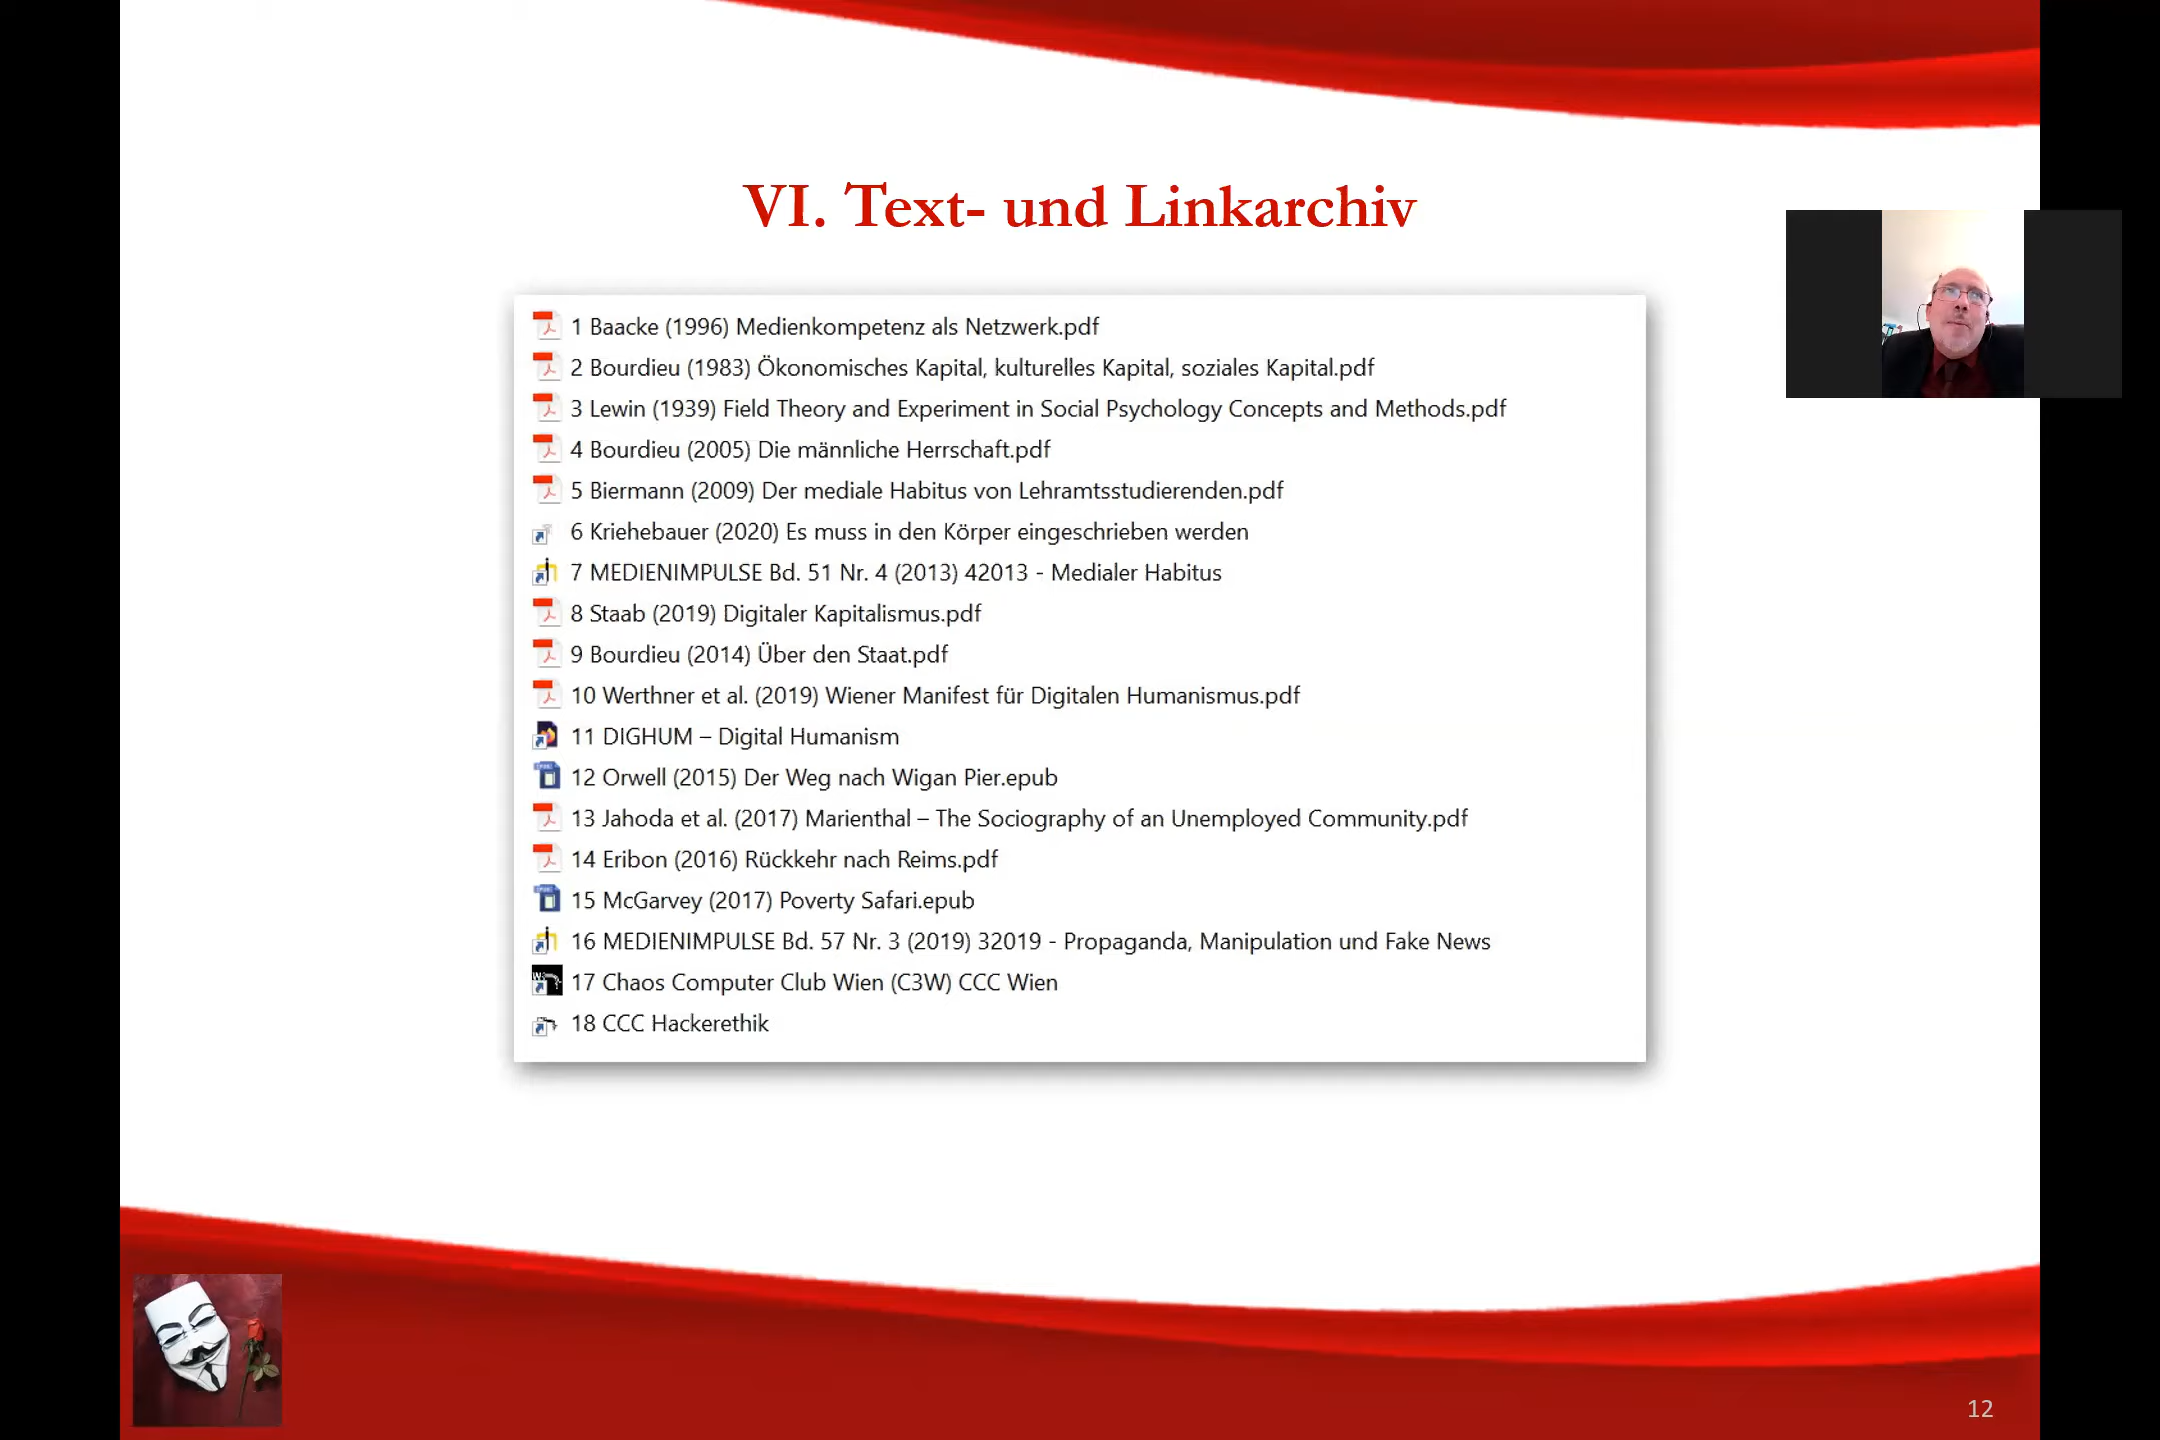 VI. Text- und Linkarchiv
1 Baacke (1996) Medienkompetenz als Netzwerk.pdf
2 Bourdieu (1983) Ökonomisches Kapital, kulturelles Kapital, soziales Kapital.pdf
3 Lewin (1939) Field Theory and Experiment in Social Psychology Concepts and Methods.pdf
4 Bourdieu (2005) Die männliche Herrschaft.pdf
5 Biermann (2009) Der mediale Habitus von Lehramtsstudierenden.pdf
6 Kriehebauer (2020) Es muss in den Körper eingeschrieben werden
7 MEDIENIMPULSE Bd. 51 Nr. 4 (2013) 42013 - Medialer Habitus
8 Staab (2019) Digitaler Kapitalismus.pdf
9 Bourdieu (2014) Über den Staat.pdf
10 Werthner et al. (2019) Wiener Manifest für Digitalen Humanismus.pdf
11 DIGHUM – Digital Humanism
12 Orwell (2015) Der Weg nach Wigan Pier.epub
13 Jahoda et al. (2017) Marienthal – The Sociography of an Unemployed Community.pdf
14 Eribon (2016) Rückkehr nach Reims.pdf
15 McGarvey (2017) Poverty Safari.epub
16 MEDIENIMPULSE Bd. 57 Nr. 3 (2019) 32019 - Propaganda, Manipulation und Fake News
17 Chaos Computer Club Wien (C3W) CCC Wien
18 CCC Hackerethik
12